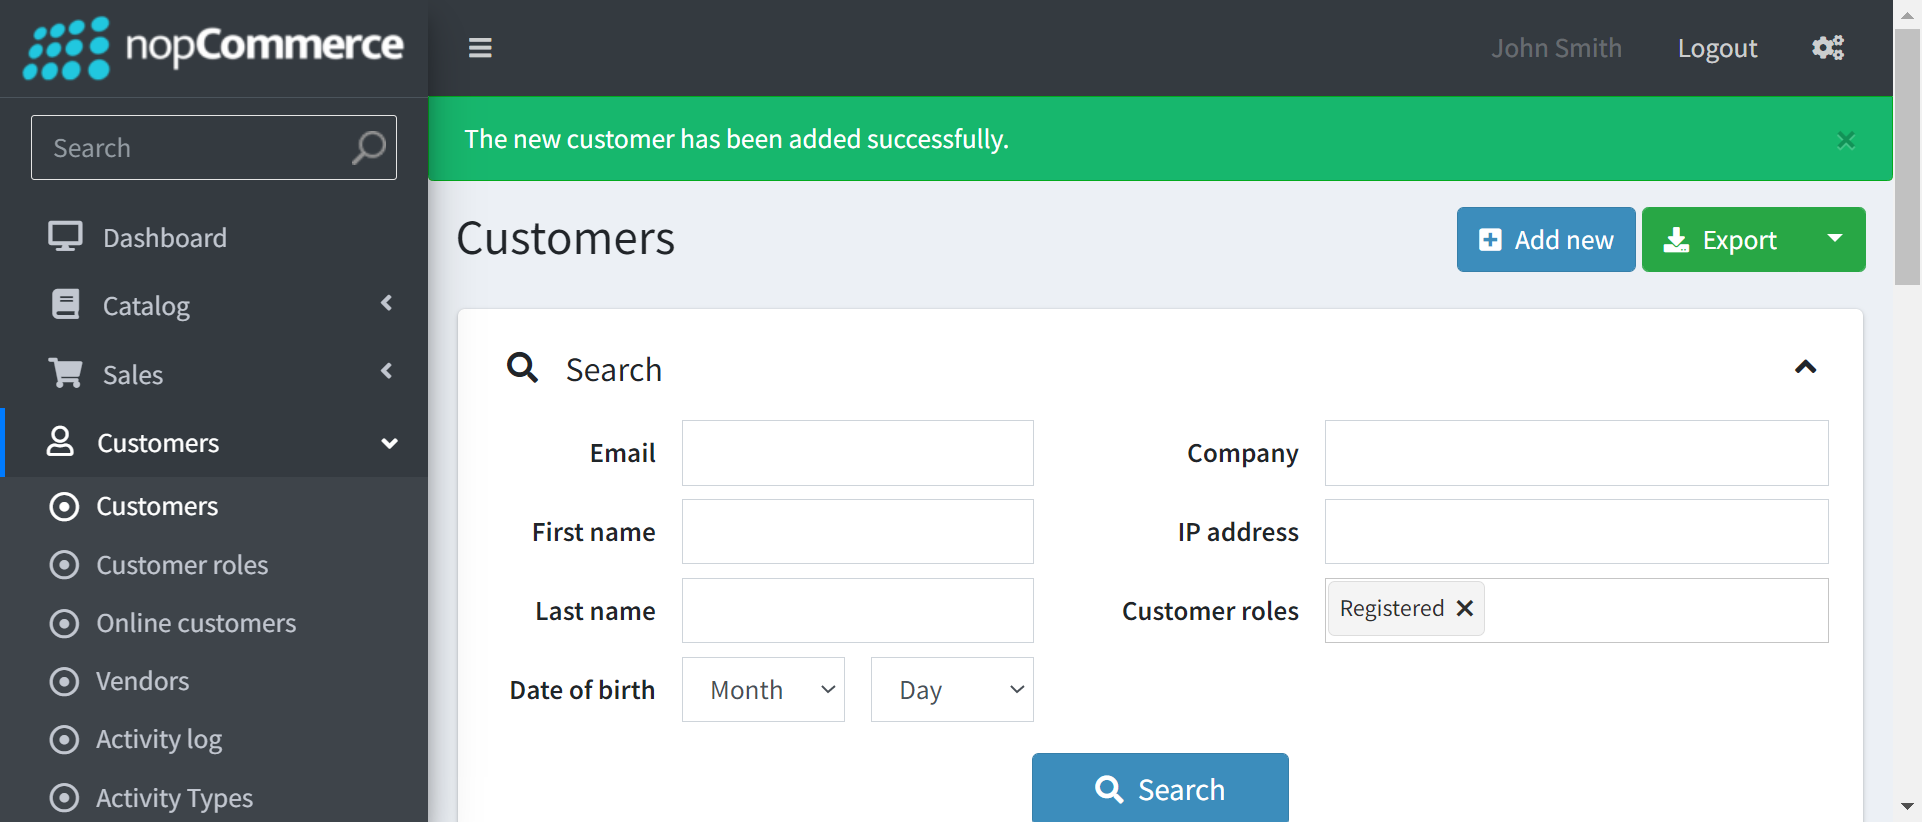 nopCommerce
John Smith
Logout
Search
The new customer has been added successfully.
Dashboard
Catalog
Sales
Customers
Customers
Customer roles
Online customers
Vendors
Activity log
Activity Types
Customers
Add new
Export
Search
Email
Company
First name
IP address
Last name
Customer roles
Registered
Date of birth
Month
Day
Search